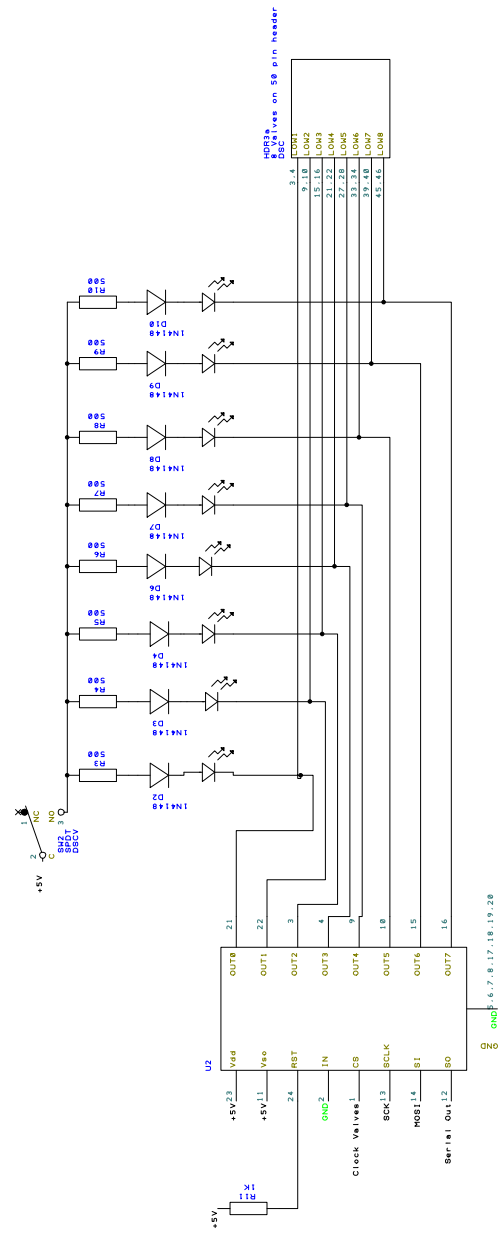 HDR3a
8 Valves on 50 pin header
DSC
LOW1
LOW2
LOW3
LOW4
LOW5
LOW6
LOW7
LOW8
3.4
9.10
15.16
21.22
27.28
33.34
39.40
45.46
R10
500
D10
1N4148
R9
500
D9
1N4148
R8
500
D8
1N4148
R7
500
D7
1N4148
R6
500
D6
1N4148
R5
500
D4
1N4148
R4
500
D3
1N4148
R3
500
D2
1N4148
SW2
SPDT
DSCV
1
NC
NO
3
2
C
+5V
U2
21
22
3
4
9
10
15
16
OUT0
OUT1
OUT2
OUT3
OUT4
OUT5
OUT6
OUT7
Vdd
Vso
RST
IN
CS
SCLK
SI
SO
23
11
24
2
1
13
14
12
+5V
+5V
GND
Clock Valves
SCK
MOSI
Serial Out
5.6.7.8.17.18.19.20
GND
GND
R11
1K
+5V